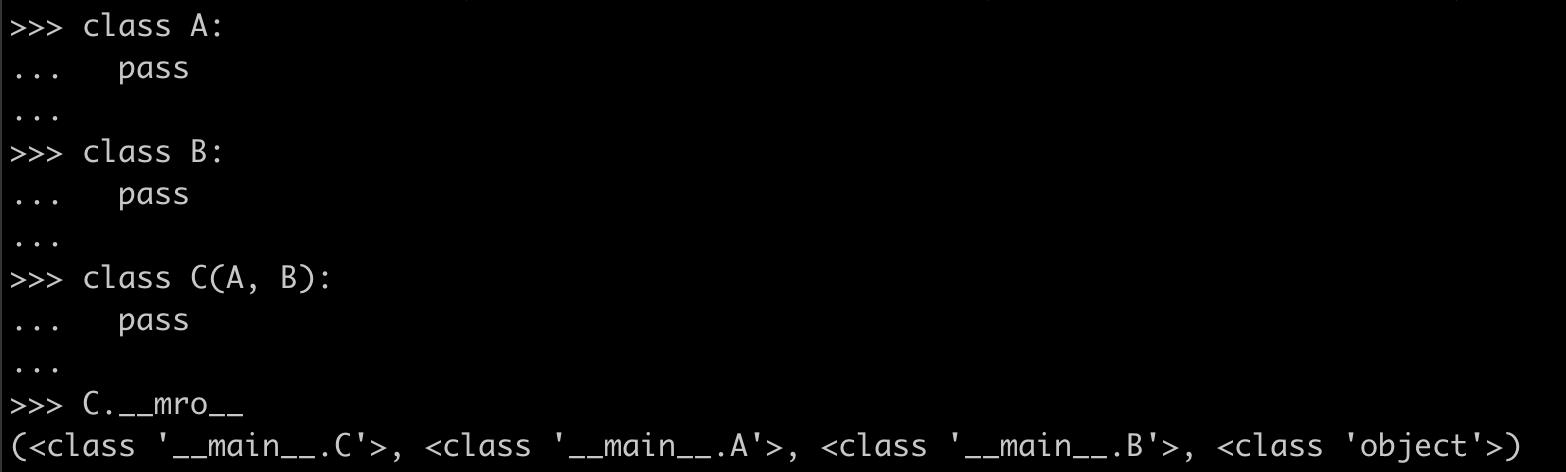 >>> class A:
...   pass
...
>>> class B:
...   pass
...
>>> class C(A, B):
...   pass
...
>>> C.__mro__
(<class '__main__.C'>, <class '__main__.A'>, <class '__main__.B'>, <class 'object'>)